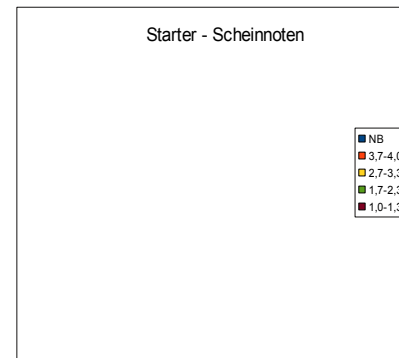 Starter - Scheinnoten
NB
3,7-4,0
2,7-3,3
1,7-2,3
1,0-1,3